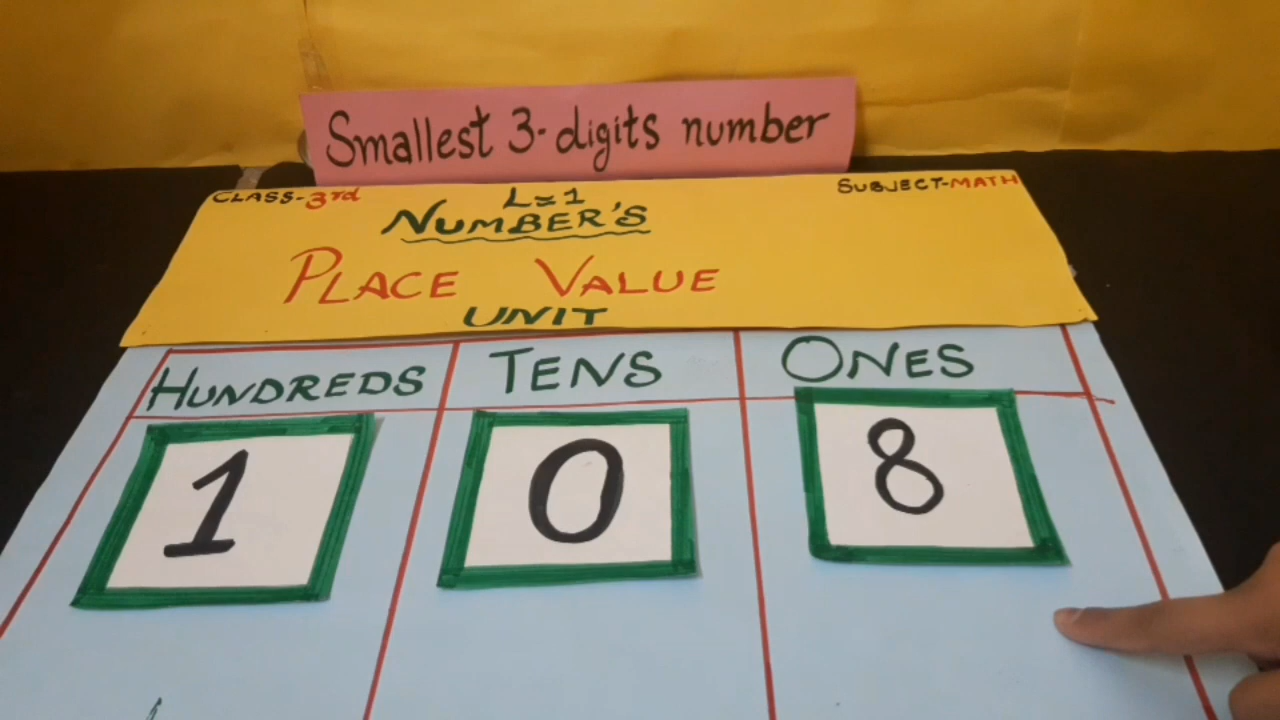 Smallest 3-digits number
CLASS-3rd
L=1
SUBJECT-MATH
NUMBER'S
PLACE VALUE
UNIT
HUNDREDS TENS ONES
1 0 8